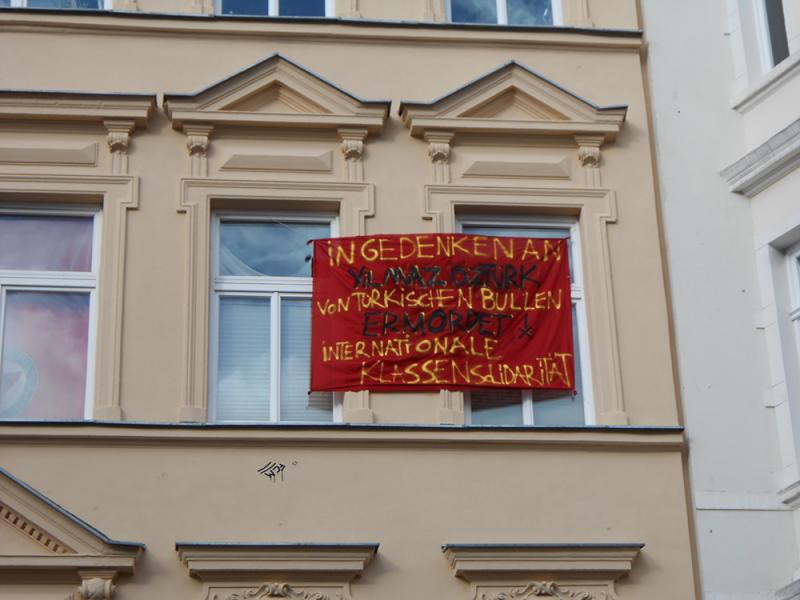 iN GEDENKEN AN
YiLMAZ ÖZTÜRK
VON TÜRKiSCHEN BULLEN
ERMORDET!
iNTERNATiONALE
KLASSENSOLiDARiTÄT